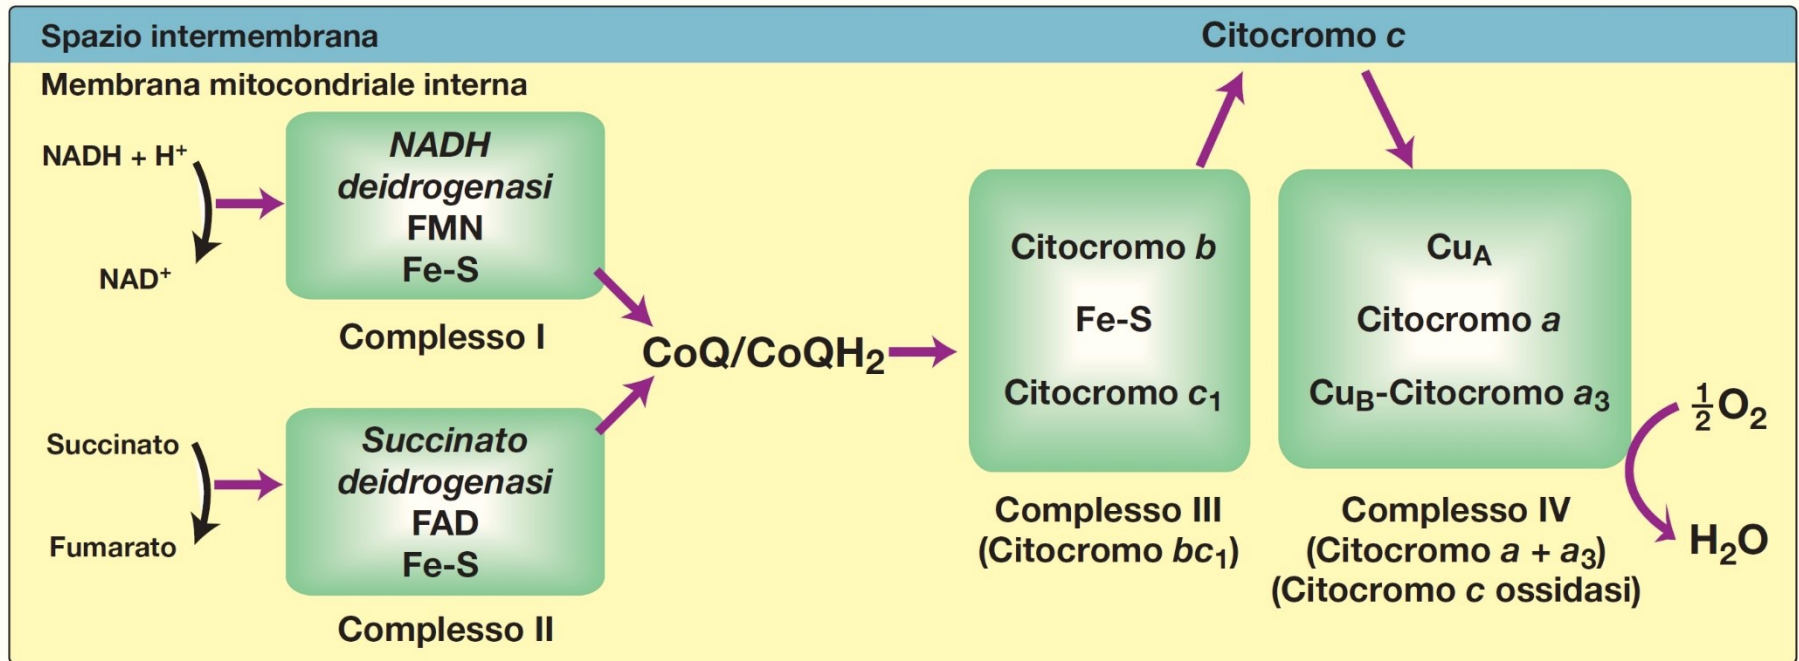 Spazio intermembrana
Citocromo c
Membrana mitocondriale interna
NADH + H⁺
NAD⁺
NADH
deidrogenasi
FMN
Fe-S
Complesso I
Succinato
Fumarato
Succinato
deidrogenasi
FAD
Fe-S
Complesso II
CoQ/CoQH₂
Citocromo b
Fe-S
Citocromo c₁
Complesso III
(Citocromo bc₁)
Cu_A
Citocromo a
Cu_B-Citocromo a₃
Complesso IV
(Citocromo a + a₃)
(Citocromo c ossidasi)
½O₂
H₂O